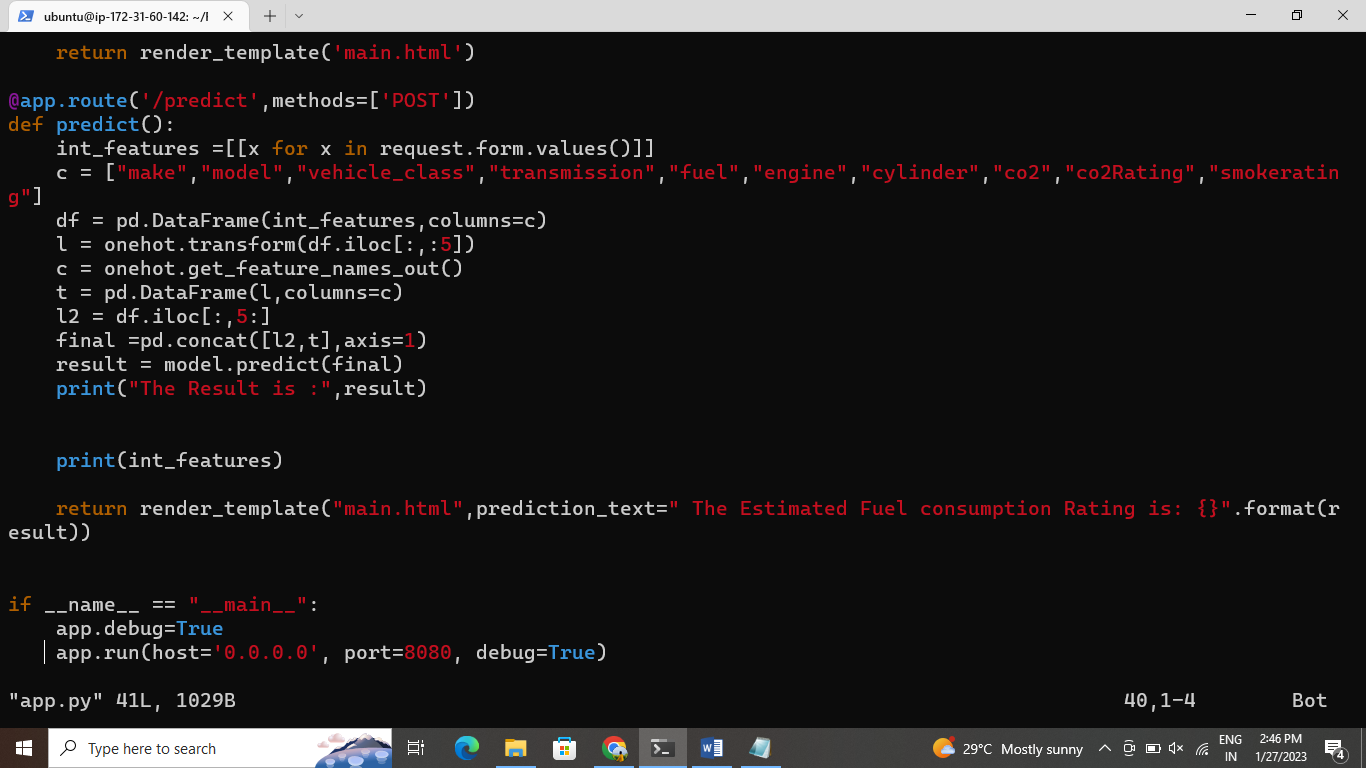 ubuntu@ip-172-31-60-142: ~/
    return render_template('main.html')
@app.route('/predict',methods=['POST'])
def predict():
    int_features =[[x for x in request.form.values()]]
    c = ["make","model","vehicle_class","transmission","fuel","engine","cylinder","co2","co2Rating","smokeratin
g"]
    df = pd.DataFrame(int_features,columns=c)
    l = onehot.transform(df.iloc[:,:5])
    c = onehot.get_feature_names_out()
    t = pd.DataFrame(l,columns=c)
    l2 = df.iloc[:,5:]
    final =pd.concat([l2,t],axis=1)
    result = model.predict(final)
    print("The Result is :",result)
    print(int_features)
    return render_template("main.html",prediction_text=" The Estimated Fuel consumption Rating is: {}".format(r
esult))
if __name__ == "__main__":
    app.debug=True
    app.run(host='0.0.0.0', port=8080, debug=True)
"app.py" 41L, 1029B 40,1-4 Bot
Type here to search
29°C Mostly sunny
ENG
IN
2:46 PM
1/27/2023
4